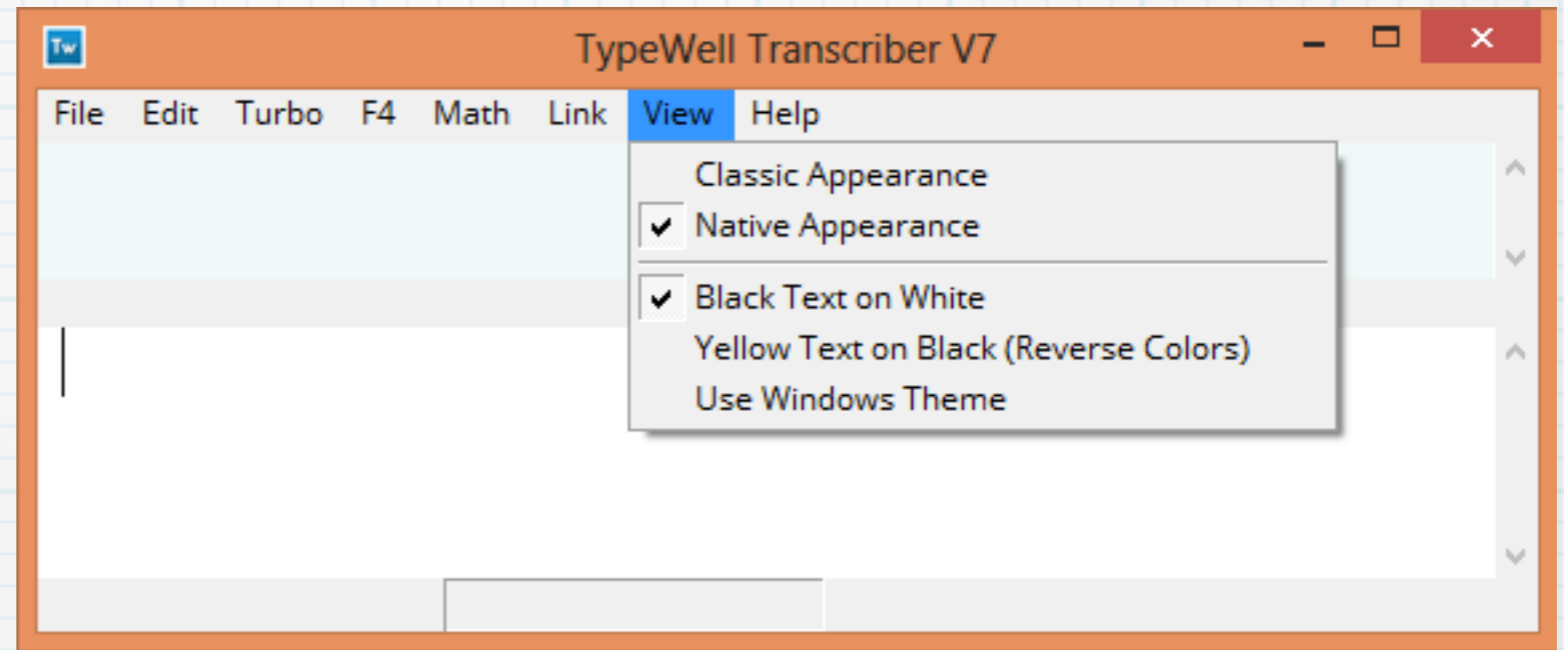 Tw TypeWell Transcriber V7
File Edit Turbo F4 Math Link View Help
Classic Appearance
Native Appearance
Black Text on White
Yellow Text on Black (Reverse Colors)
Use Windows Theme